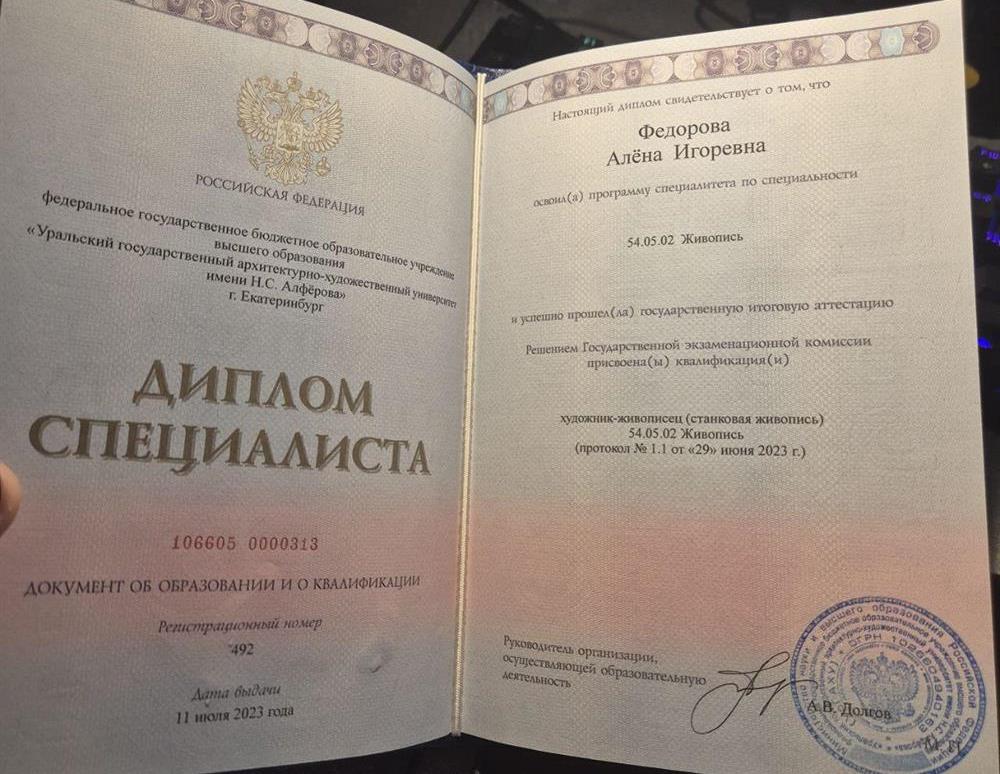 РОССИЙСКАЯ ФЕДЕРАЦИЯ
федеральное государственное бюджетное образовательное учреждение
высшего образования
«Уральский государственный архитектурно-художественный университет
имени Н.С. Алфёрова»
г. Екатеринбург
ДИПЛОМ
СПЕЦИАЛИСТА
106605 0000313
ДОКУМЕНТ ОБ ОБРАЗОВАНИИ И О КВАЛИФИКАЦИИ
Регистрационный номер
492
Дата выдачи
11 июля 2023 года
Настоящий диплом свидетельствует о том, что
Федорова
Алёна Игоревна
освоил(а) программу специалитета по специальности
54.05.02 Живопись
и успешно прошел(ла) государственную итоговую аттестацию
Решением Государственной экзаменационной комиссии
присвоена(ы) квалификация(и)
художник-живописец (станковая живопись)
54.05.02 Живопись
(протокол № 1.1 от «29» июня 2023 г.)
Руководитель организации,
осуществляющей образовательную
деятельность
А.В. Долгов
М.П.